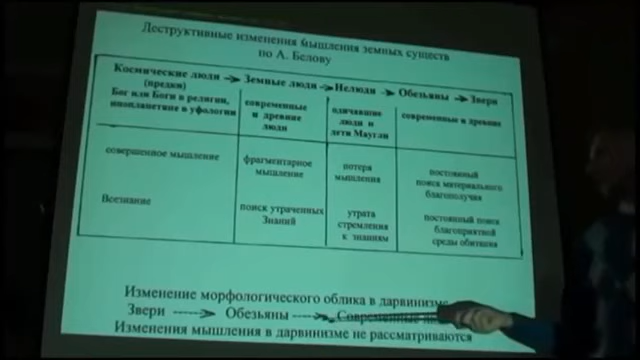 Деструктивные изменения мышления земных существ
по А. Белову
Космические люди → Земные люди → Нелюди → Обезьяны → Звери
(предки)
Бог или Боги в религии,
инопланетяне в уфологии
современные
и древние
люди
одичавшие
люди и
дети Маугли
современные и древние
совершенное мышление
фрагментарное
мышление
потеря
мышления
постоянный
поиск материального
благополучия
Всезнание
поиск утраченных
Знаний
утрата
стремления
к знаниям
постоянный поиск
благоприятной
среды обитания
Изменение морфологического облика в дарвинизме
Звери → Обезьяны → Современные
Изменения мышления в дарвинизме не рассматриваются